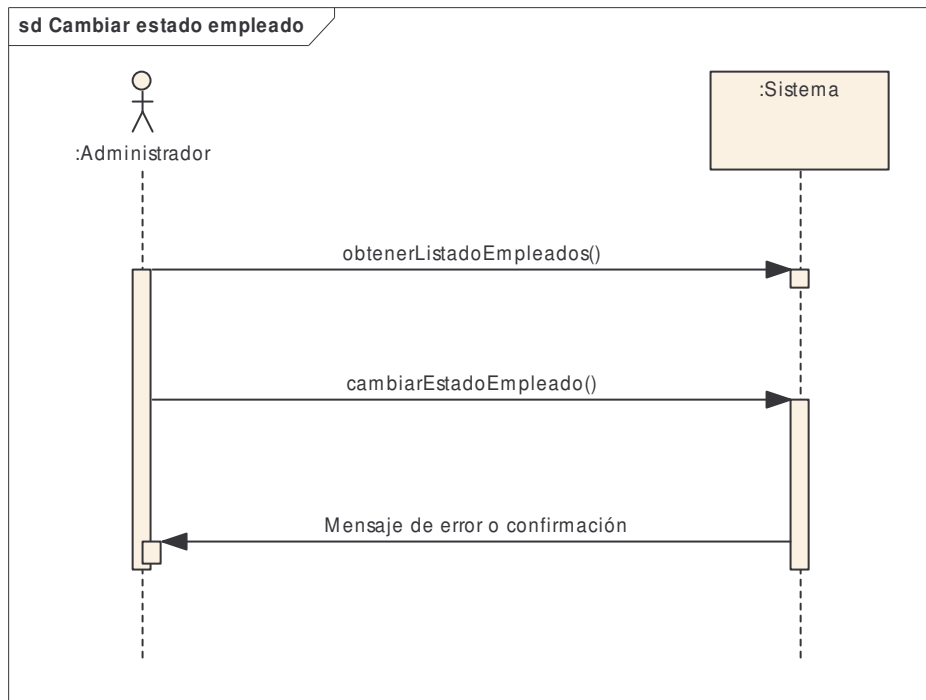 sd Cambiar estado empleado
:Administrador
:Sistema
obtenerListadoEmpleados()
cambiarEstadoEmpleado()
Mensaje de error o confirmación